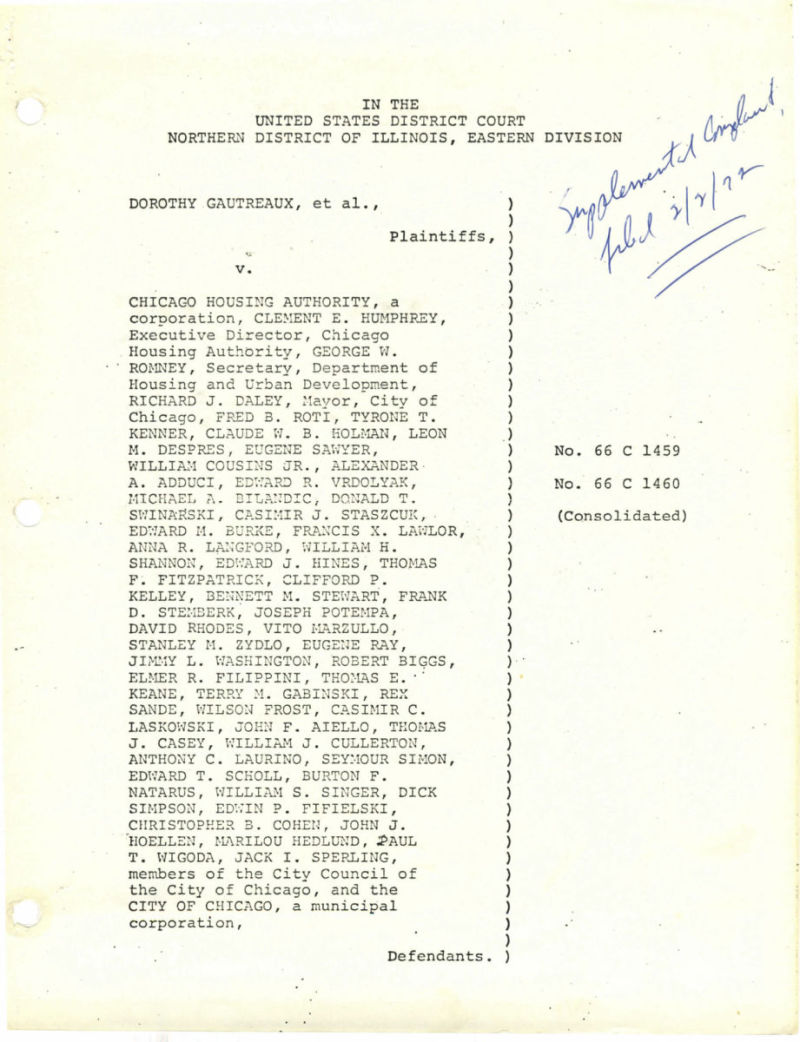 IN THE
UNITED STATES DISTRICT COURT
NORTHERN DISTRICT OF ILLINOIS, EASTERN DIVISION
Supplemental Complaint,
filed 2/2/72
DOROTHY GAUTREAUX, et al., )
)
Plaintiffs, )
)
v. )
)
CHICAGO HOUSING AUTHORITY, a )
corporation, CLEMENT E. HUMPHREY, )
Executive Director, Chicago )
Housing Authority, GEORGE W. )
ROMNEY, Secretary, Department of )
Housing and Urban Development, )
RICHARD J. DALEY, Mayor, City of )
Chicago, FRED B. ROTI, TYRONE T. )
KENNER, CLAUDE W. B. HOLMAN, LEON )
M. DESPRES, EUGENE SAWYER, ) No. 66 C 1459
WILLIAM COUSINS JR., ALEXANDER )
A. ADDUCI, EDWARD R. VRDOLYAK, ) No. 66 C 1460
MICHAEL A. BILANDIC, DONALD T. )
SWINARSKI, CASIMIR J. STASZCUK, ) (Consolidated)
EDWARD M. BURKE, FRANCIS X. LAWLOR, )
ANNA R. LANGFORD, WILLIAM H. )
SHANNON, EDWARD J. HINES, THOMAS )
F. FITZPATRICK, CLIFFORD P. )
KELLEY, BENNETT M. STEWART, FRANK )
D. STEMBERK, JOSEPH POTEMPA, )
DAVID RHODES, VITO MARZULLO, )
STANLEY M. ZYDLO, EUGENE RAY, )
JIMMY L. WASHINGTON, ROBERT BIGGS, )
ELMER R. FILIPPINI, THOMAS E. )
KEANE, TERRY M. GABINSKI, REX )
SANDE, WILSON FROST, CASIMIR C. )
LASKOWSKI, JOHN F. AIELLO, THOMAS )
J. CASEY, WILLIAM J. CULLERTON, )
ANTHONY C. LAURINO, SEYMOUR SIMON, )
EDWARD T. SCHOLL, BURTON F. )
NATARUS, WILLIAM S. SINGER, DICK )
SIMPSON, EDWIN P. FIFIELSKI, )
CHRISTOPHER B. COHEN, JOHN J. )
HOELLEN, MARILOU HEDLUND, PAUL )
T. WIGODA, JACK I. SPERLING, )
members of the City Council of )
the City of Chicago, and the )
CITY OF CHICAGO, a municipal )
corporation, )
)
Defendants. )